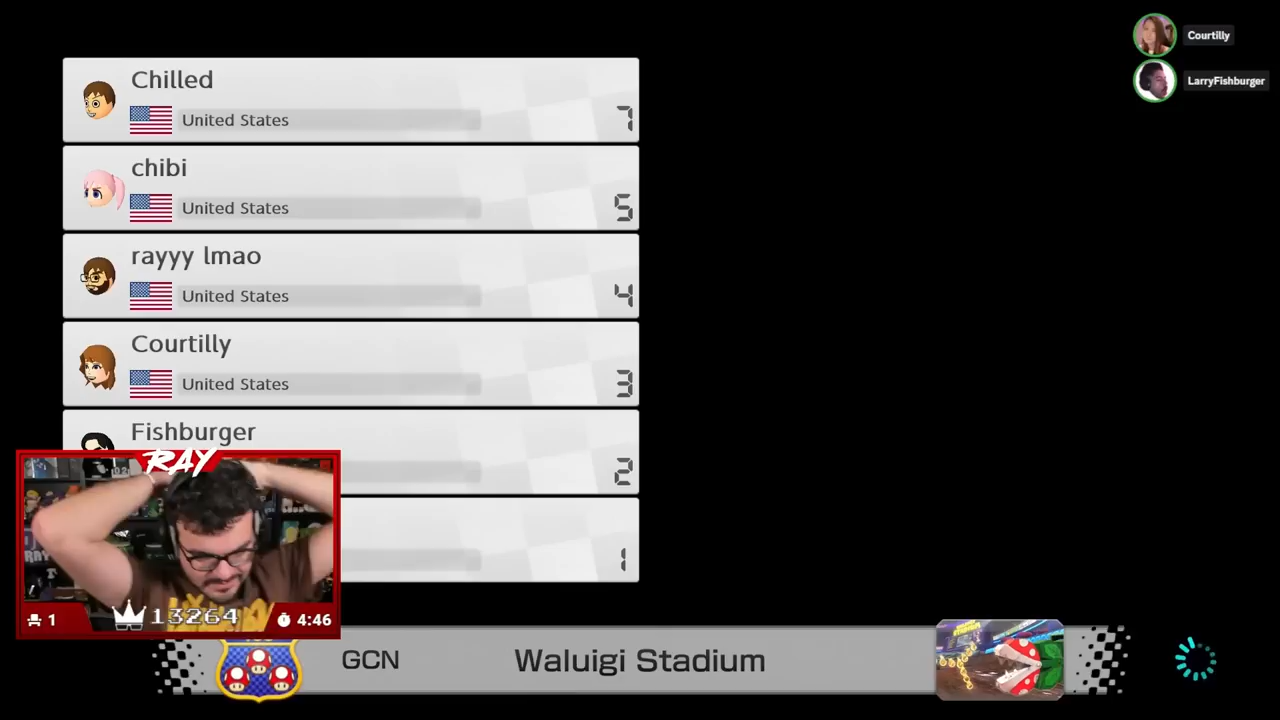 Courtilly
LarryFishburger
Chilled
United States
7
chibi
United States
5
rayyy lmao
United States
4
Courtilly
United States
3
Fishburger
2
1
RAY
1
13264
4:46
GCN
Waluigi Stadium